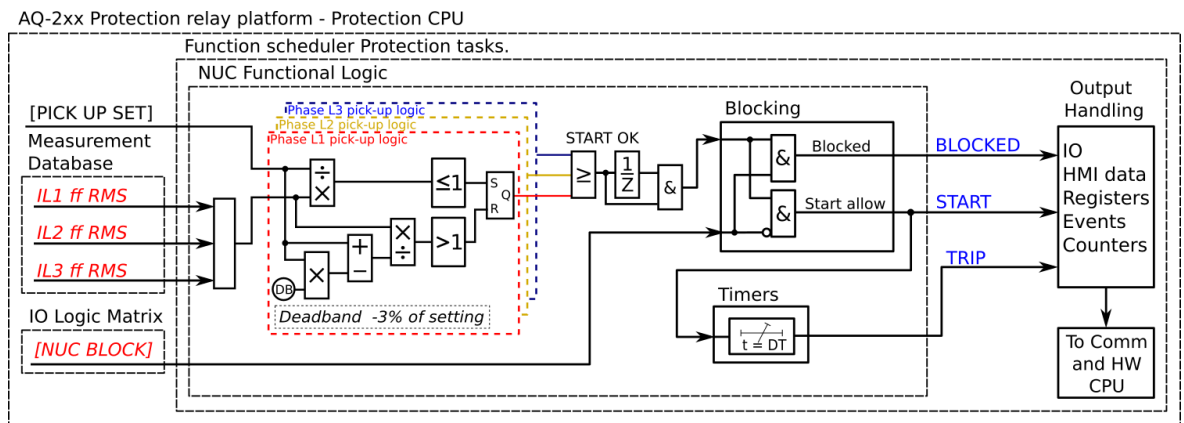 AQ-2xx Protection relay platform - Protection CPU
Function scheduler Protection tasks.
NUC Functional Logic
[PICK UP SET]
Measurement
Database
IL1 ff RMS
IL2 ff RMS
IL3 ff RMS
IO Logic Matrix
[NUC BLOCK]
Phase L3 pick-up logic
Phase L2 pick-up logic
Phase L1 pick-up logic
÷
×
≤1
S
Q
R
×
÷
>1
+
−
×
DB
Deadband -3% of setting
START OK
≥
1
Z
&
Blocking
&
Blocked
&
Start allow
Timers
t = DT
BLOCKED
START
TRIP
Output
Handling
IO
HMI data
Registers
Events
Counters
To Comm
and HW
CPU